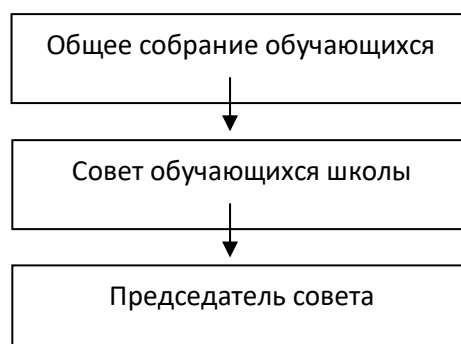 Общее собрание обучающихся
Совет обучающихся школы
Председатель совета